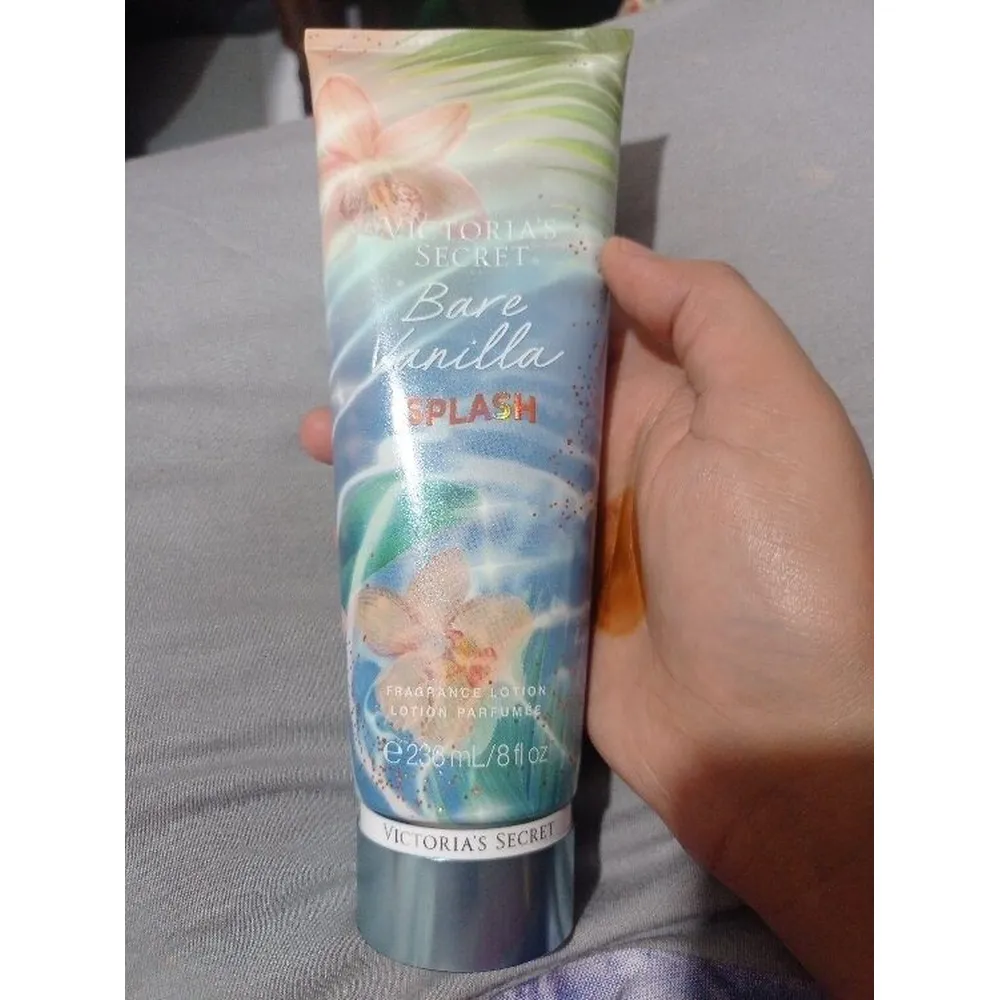 VICTORIA'S
SECRET
Bare
Vanilla
SPLASH
FRAGRANCE LOTION
LOTION PARFUMÉE
℮ 236 mL/8 fl oz
VICTORIA'S SECRET